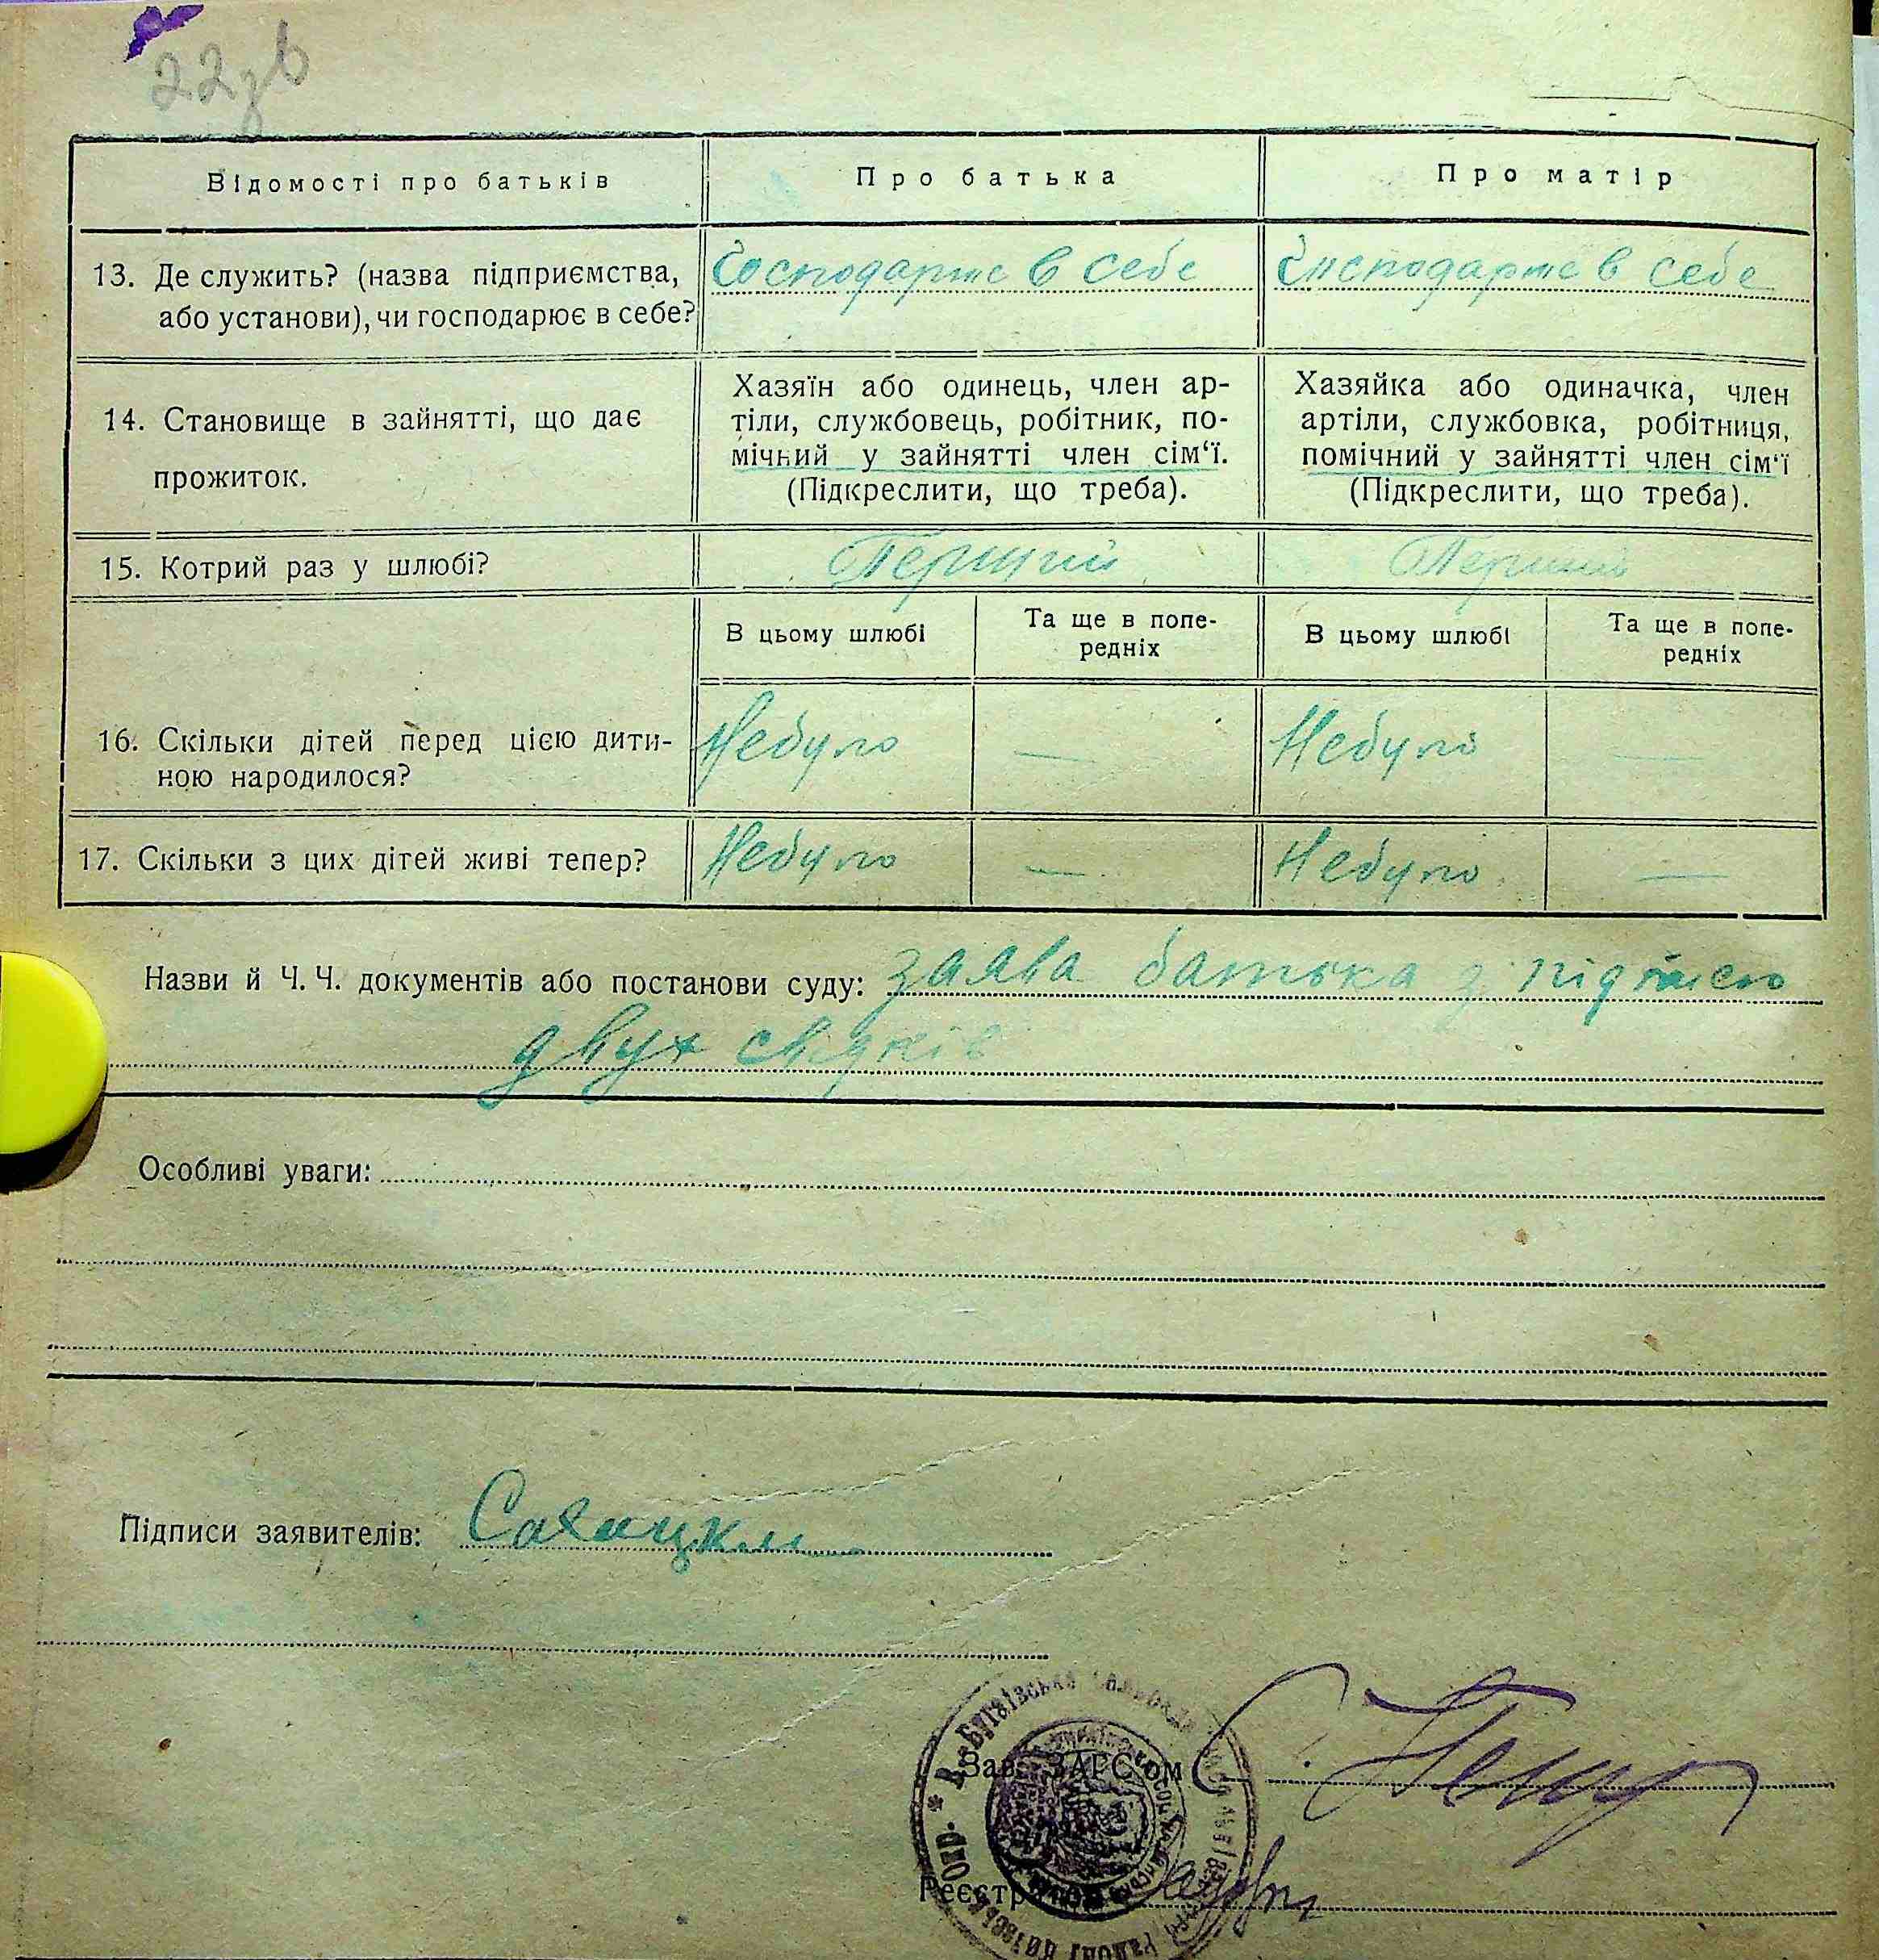 22зв
Відомості про батьків
Про батька
Про матір
13. Де служить? (назва підприємства,
або установи), чи господарює в себе?
Господарює в себе
Господарює в себе
14. Становище в зайнятті, що дає
прожиток.
Хазяїн або одинець, член ар-
тіли, службовець, робітник, по-
мічний у зайнятті член сім‘ї.
(Підкреслити, що треба).
Хазяйка або одиначка, член
артіли, службовка, робітниця,
помічний у зайнятті член сім‘ї
(Підкреслити, що треба).
15. Котрий раз у шлюбі?
Перший
Перший
В цьому шлюбі
Та ще в попе-
редніх
В цьому шлюбі
Та ще в попе-
редніх
16. Скільки дітей перед цією дити-
ною народилося?
Небуло
—
Небуло
—
17. Скільки з цих дітей живі тепер?
Небуло
—
Небуло
—
Назви й Ч. Ч. документів або постанови суду: заява батька з підписю
двух свідків
Особливі уваги:
Підписи заявителів:
Зав. ЗАГС‘ом
Реєстратор